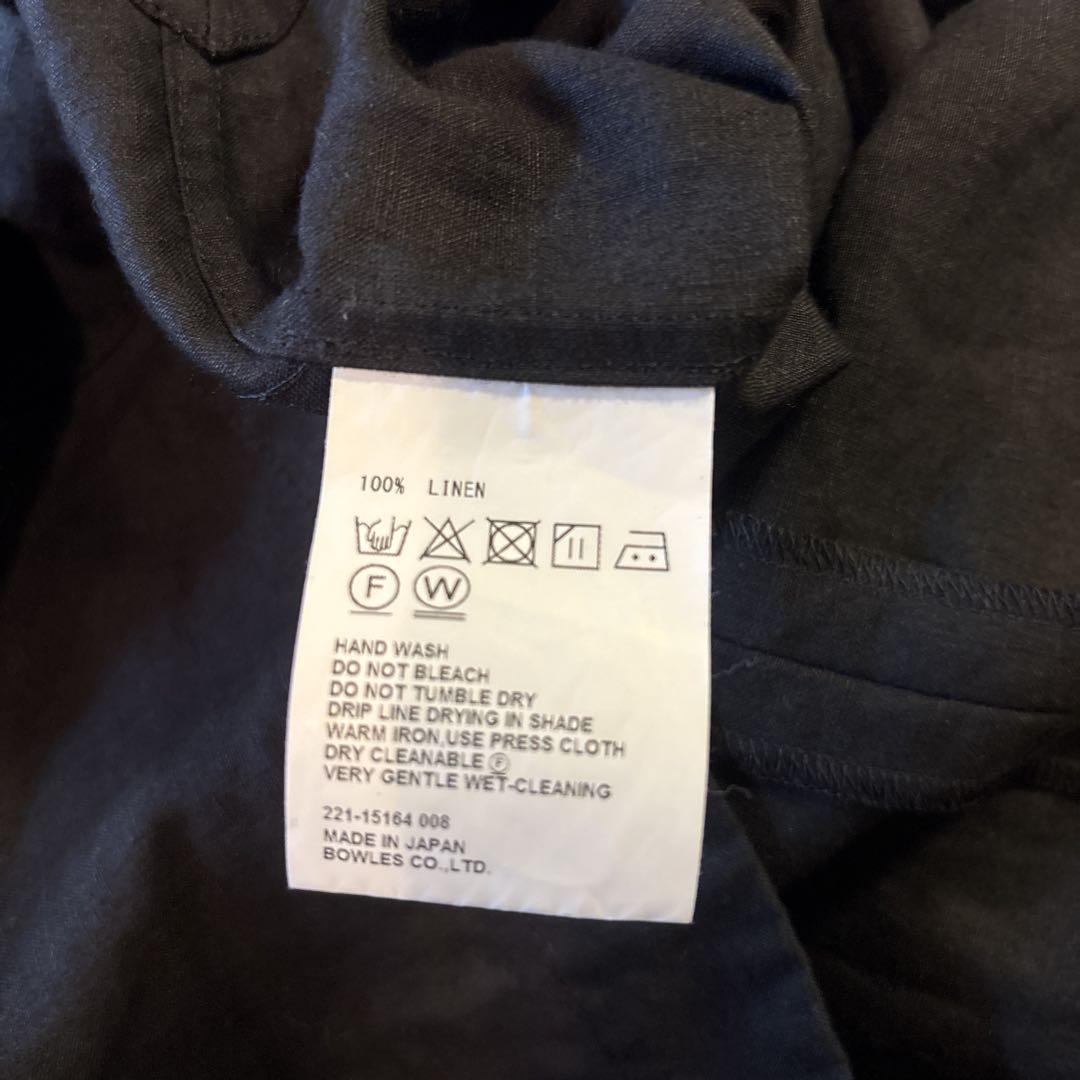 100% LINEN
F W
HAND WASH
DO NOT BLEACH
DO NOT TUMBLE DRY
DRIP LINE DRYING IN SHADE
WARM IRON,USE PRESS CLOTH
DRY CLEANABLE Ⓕ
VERY GENTLE WET-CLEANING
221-15164 008
MADE IN JAPAN
BOWLES CO.,LTD.